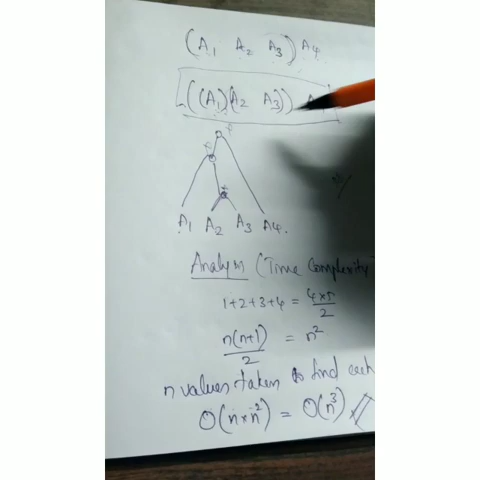 (A1 A2 A3) A4
((A1)(A2 A3))
A1 A2 A3 A4.
Analysis (Time Complexity)
1+2+3+4 = 4×5/2
n(n+1)/2 = n²
n values taken to find each
O(n×n²) = O(n³)